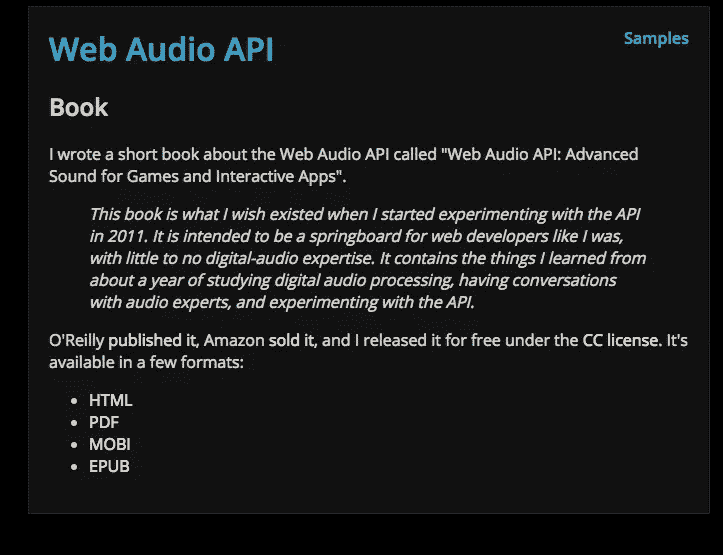 Web Audio API
Samples
Book
I wrote a short book about the Web Audio API called "Web Audio API: Advanced
Sound for Games and Interactive Apps".
This book is what I wish existed when I started experimenting with the API
in 2011. It is intended to be a springboard for web developers like I was,
with little to no digital-audio expertise. It contains the things I learned from
about a year of studying digital audio processing, having conversations
with audio experts, and experimenting with the API.
O'Reilly published it, Amazon sold it, and I released it for free under the CC license. It's
available in a few formats:
• HTML
• PDF
• MOBI
• EPUB